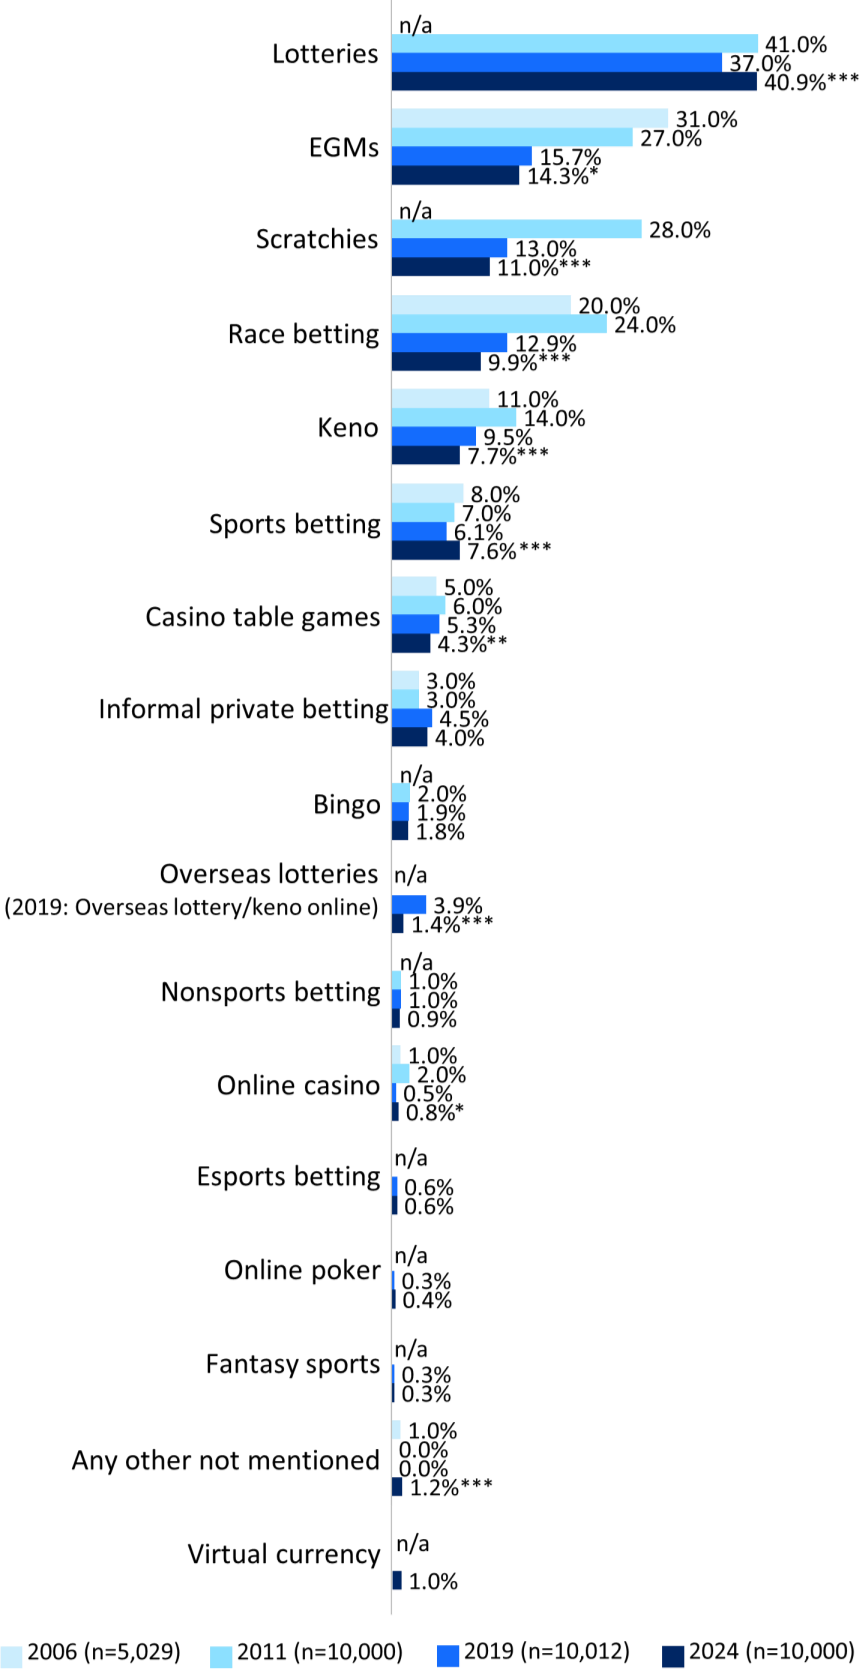 n/a
Lotteries
41.0%
37.0%
40.9%***
EGMs
31.0%
27.0%
15.7%
14.3%*
n/a
Scratchies
28.0%
13.0%
11.0%***
Race betting
20.0%
24.0%
12.9%
9.9%***
Keno
11.0%
14.0%
9.5%
7.7%***
Sports betting
8.0%
7.0%
6.1%
7.6%***
Casino table games
5.0%
6.0%
5.3%
4.3%**
Informal private betting
3.0%
3.0%
4.5%
4.0%
n/a
Bingo
2.0%
1.9%
1.8%
Overseas lotteries
(2019: Overseas lottery/keno online)
n/a
3.9%
1.4%***
n/a
Nonsports betting
1.0%
1.0%
0.9%
Online casino
1.0%
2.0%
0.5%
0.8%*
Esports betting
n/a
0.6%
0.6%
Online poker
n/a
0.3%
0.4%
Fantasy sports
n/a
0.3%
0.3%
Any other not mentioned
1.0%
0.0%
0.0%
1.2%***
Virtual currency
n/a
1.0%
2006 (n=5,029) 2011 (n=10,000) 2019 (n=10,012) 2024 (n=10,000)